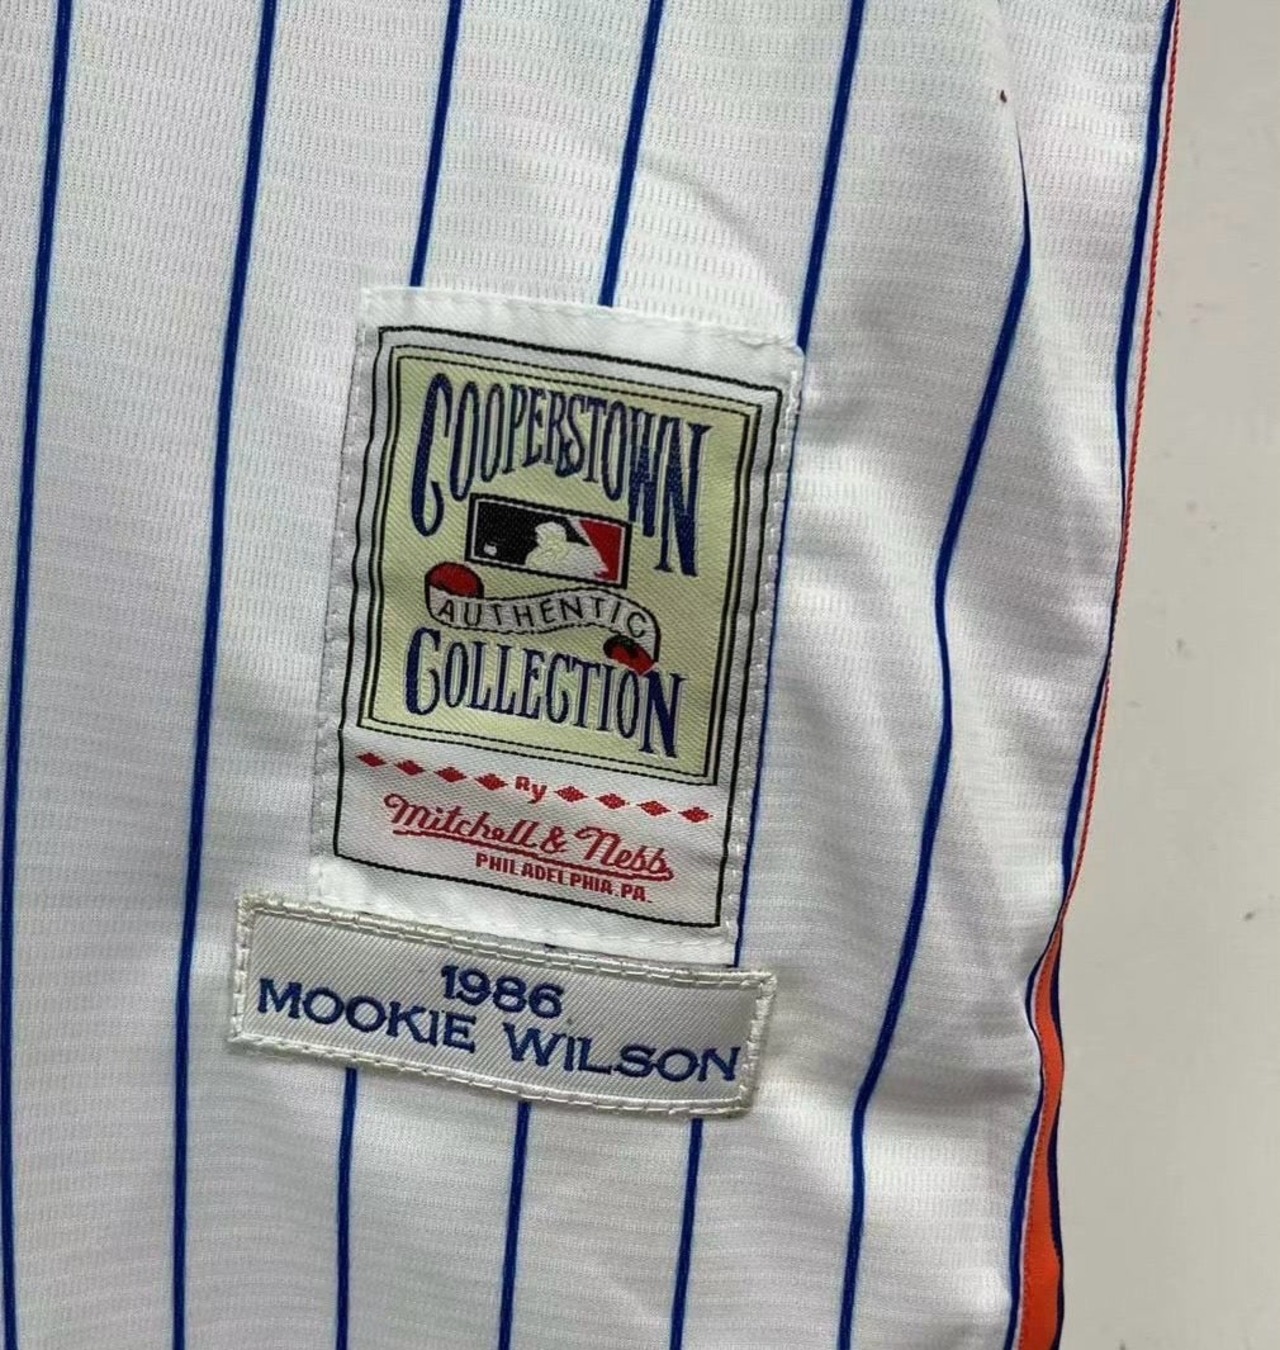 COOPERSTOWN
AUTHENTIC
COLLECTION
By
Mitchell & Ness
PHILADELPHIA. PA.
1986
MOOKIE WILSON